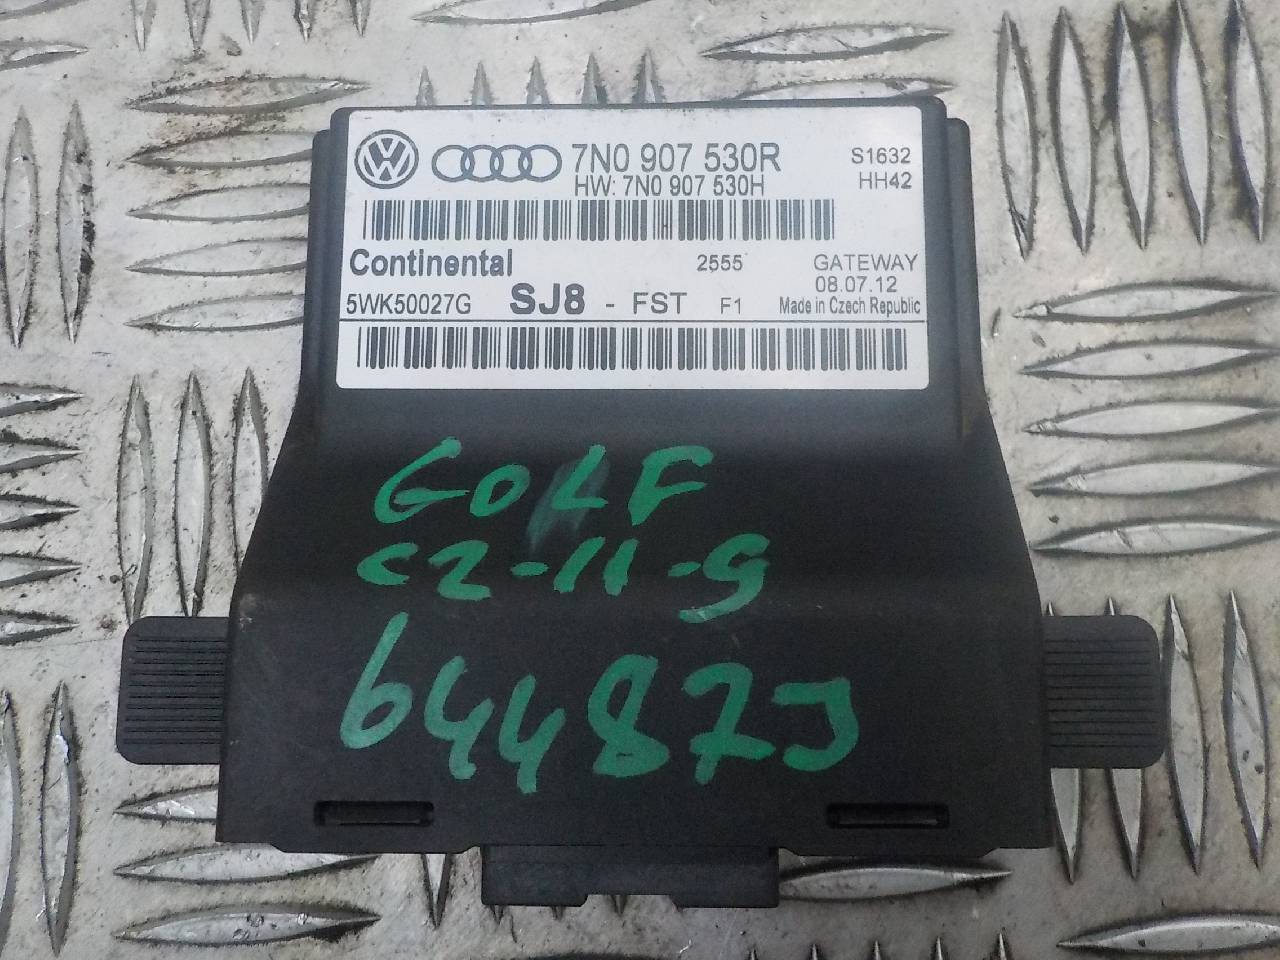 7N0 907 530R S1632
HW: 7N0 907 530H HH42
Continental 2555 GATEWAY
08.07.12
5WK50027G SJ8 - FST F1 Made in Czech Republic
GOLF
C2-11-G
64487J